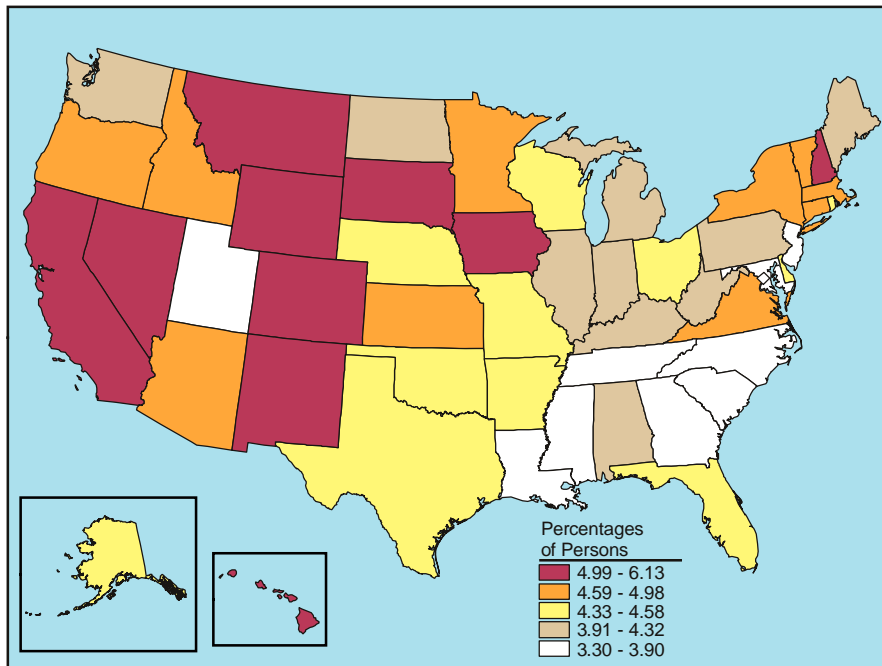 Percentages
of Persons
4.99 - 6.13
4.59 - 4.98
4.33 - 4.58
3.91 - 4.32
3.30 - 3.90